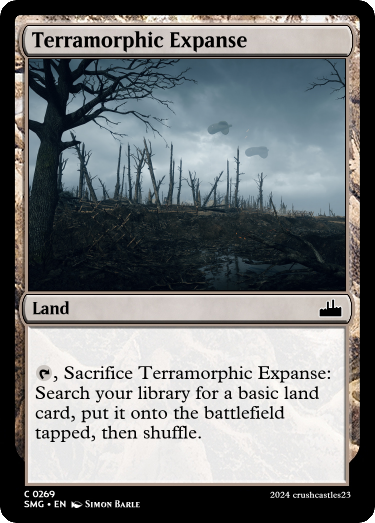 Terramorphic Expanse
Land
, Sacrifice Terramorphic Expanse:
Search your library for a basic land
card, put it onto the battlefield
tapped, then shuffle.
C 0269
SMG • EN Simon Barle
2024 crushcastles23